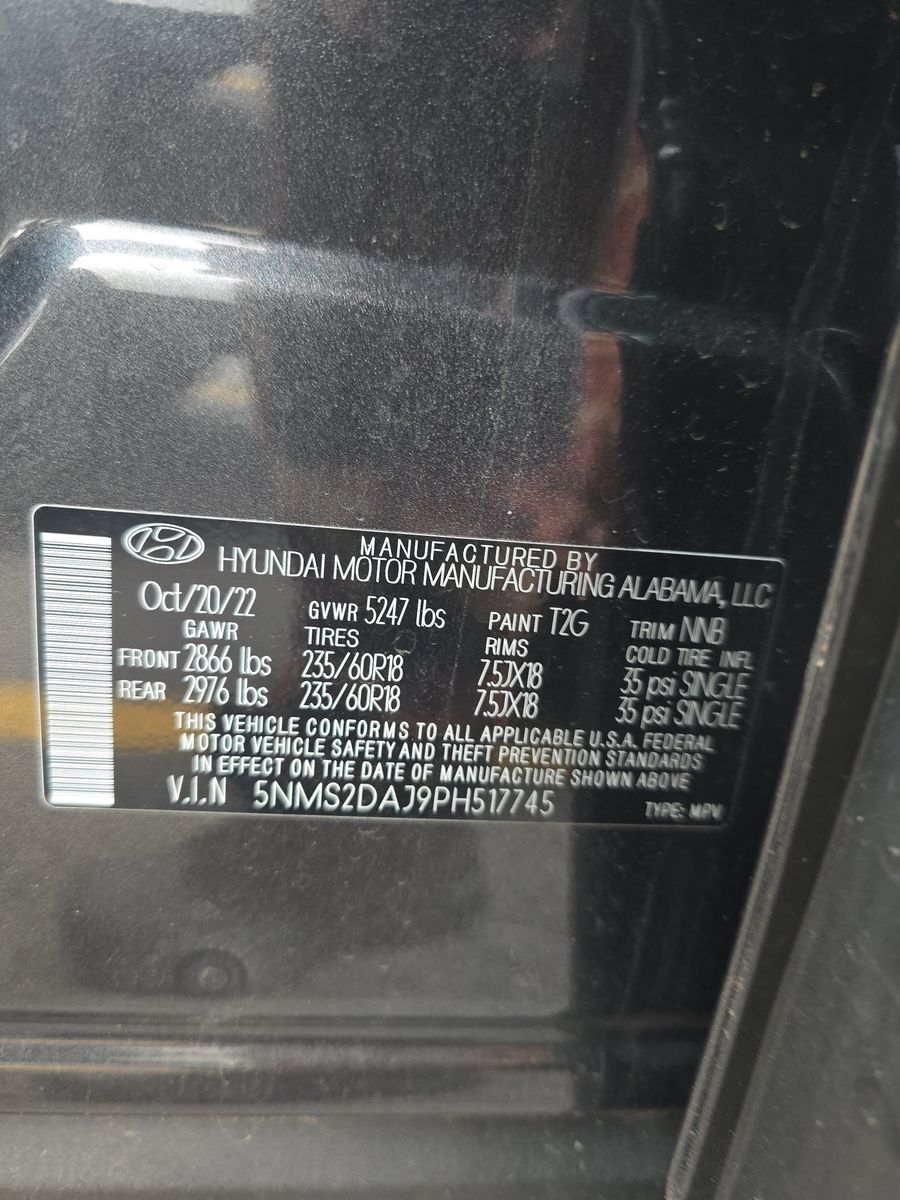 MANUFACTURED BY
HYUNDAI MOTOR MANUFACTURING ALABAMA, LLC
Oct/20/22 GVWR 5247 lbs PAINT T2G TRIM NNB
GAWR TIRES RIMS COLD TIRE INFL
FRONT 2866 lbs 235/60R18 7.5JX18 35 psi SINGLE
REAR 2976 lbs 235/60R18 7.5JX18 35 psi SINGLE
THIS VEHICLE CONFORMS TO ALL APPLICABLE U.S.A. FEDERAL
MOTOR VEHICLE SAFETY AND THEFT PREVENTION STANDARDS
IN EFFECT ON THE DATE OF MANUFACTURE SHOWN ABOVE
V.I.N 5NMS2DAJ9PH517745 TYPE: MPV